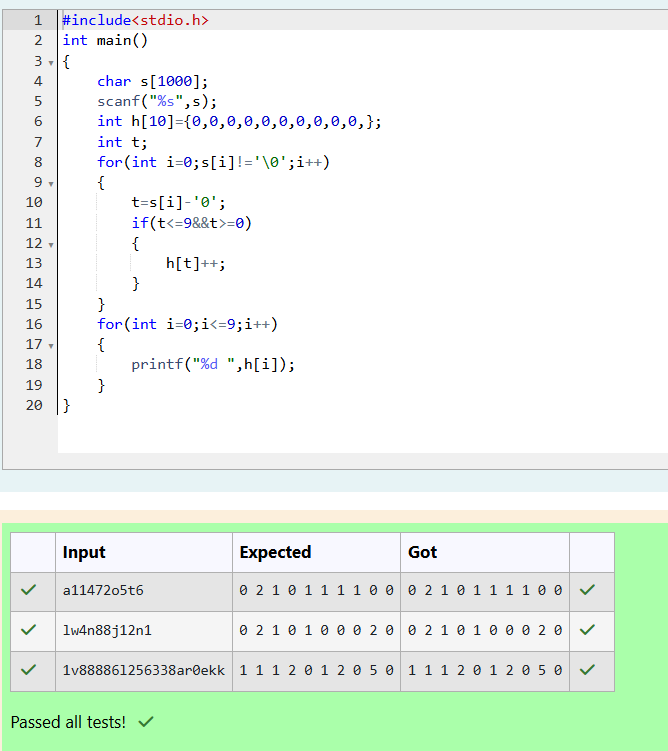 1 #include<stdio.h>
2 int main()
3 {
4 char s[1000];
5 scanf("%s",s);
6 int h[10]={0,0,0,0,0,0,0,0,0,0,};
7 int t;
8 for(int i=0;s[i]!='\0';i++)
9 {
10 t=s[i]-'0';
11 if(t<=9&&t>=0)
12 {
13 h[t]++;
14 }
15 }
16 for(int i=0;i<=9;i++)
17 {
18 printf("%d ",h[i]);
19 }
20 }
Input Expected Got
a11472o5t6 0 2 1 0 1 1 1 1 0 0 0 2 1 0 1 1 1 1 0 0
lw4n88j12n1 0 2 1 0 1 0 0 0 2 0 0 2 1 0 1 0 0 0 2 0
1v88886l256338ar0ekk 1 1 1 2 0 1 2 0 5 0 1 1 1 2 0 1 2 0 5 0
Passed all tests!